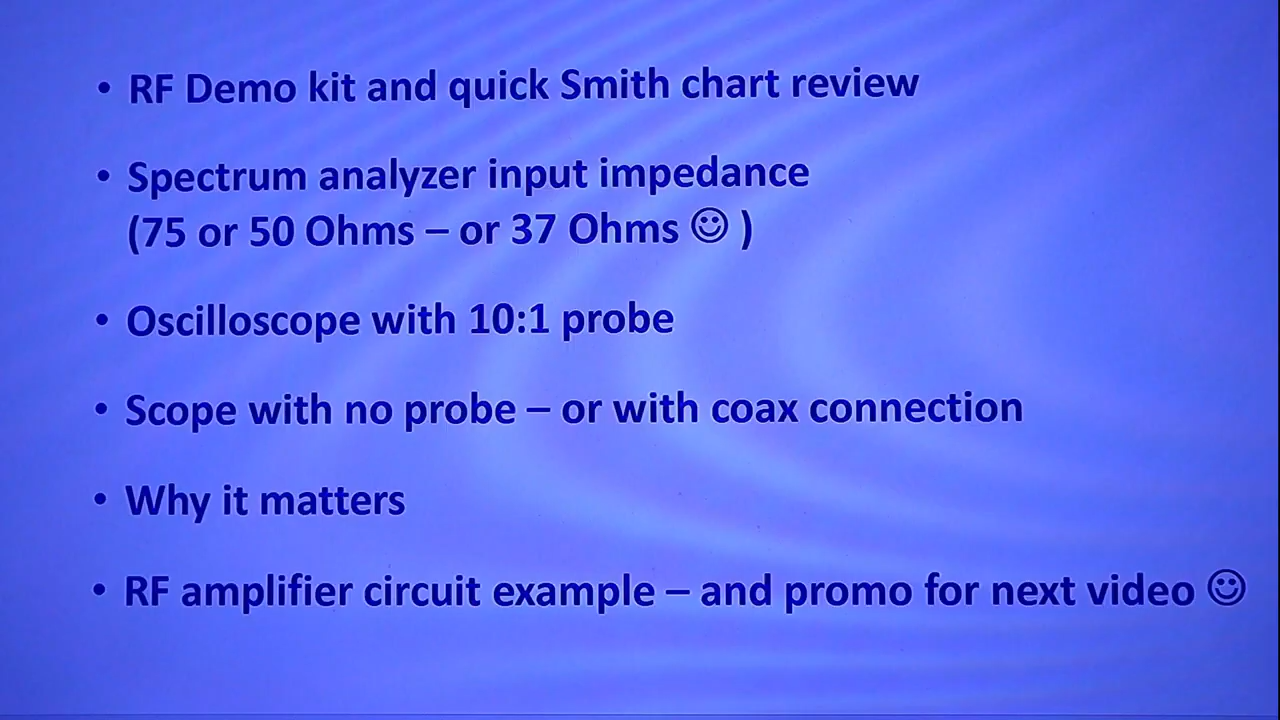 • RF Demo kit and quick Smith chart review
• Spectrum analyzer input impedance
(75 or 50 Ohms – or 37 Ohms ☺ )
• Oscilloscope with 10:1 probe
• Scope with no probe – or with coax connection
• Why it matters
• RF amplifier circuit example – and promo for next video ☺